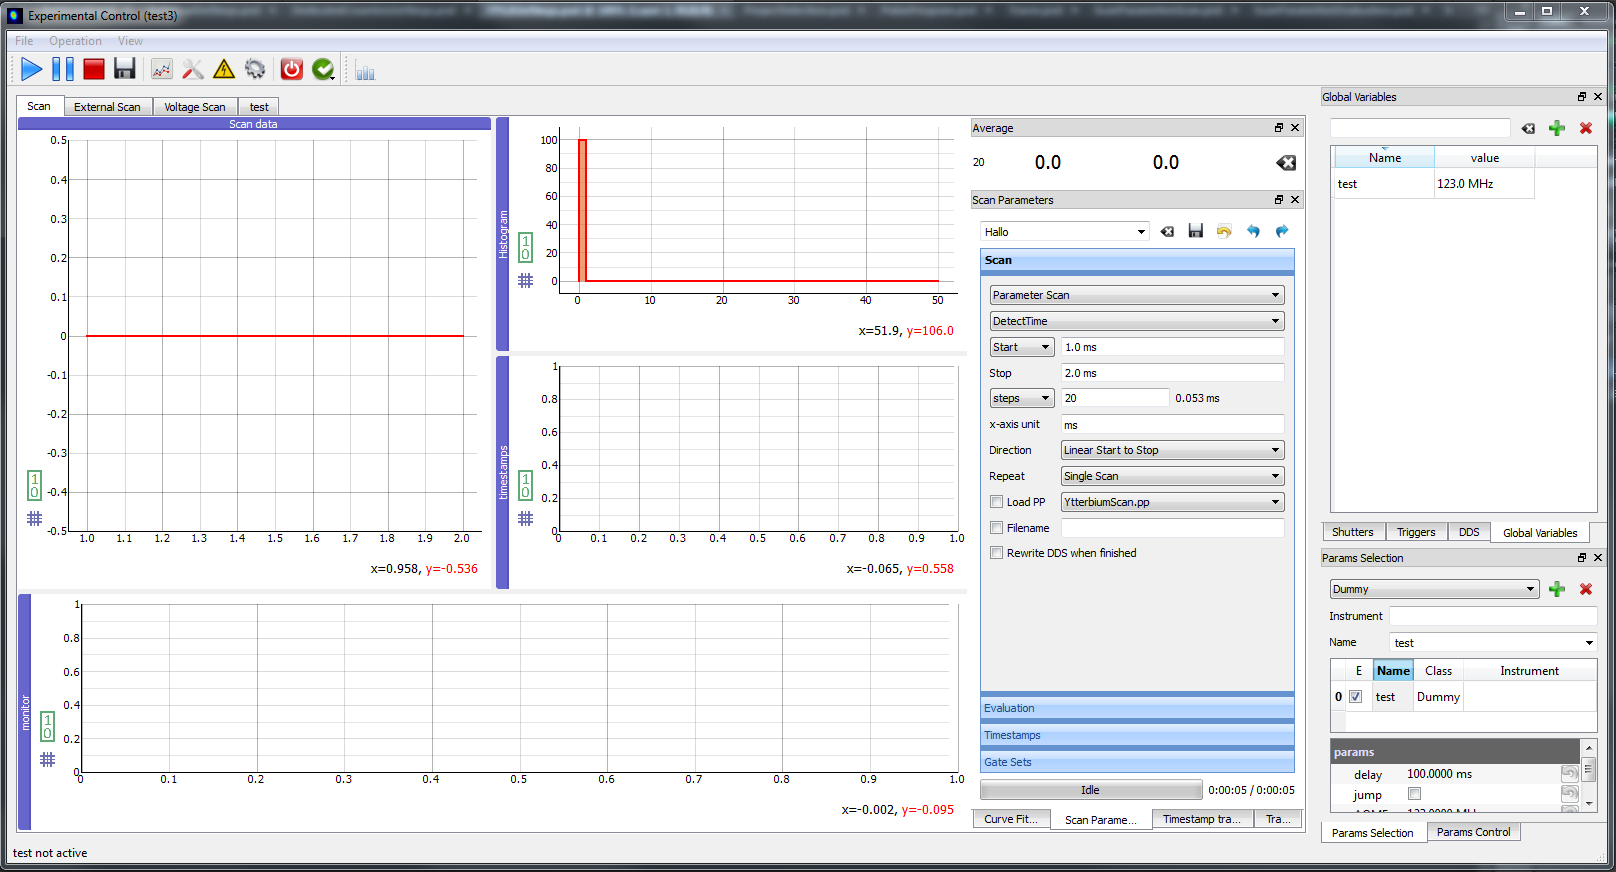 Experimental Control (test3)
File Operation View
Scan External Scan Voltage Scan test
Scan data
0.5
0.4
0.3
0.2
0.1
0
-0.1
-0.2
-0.3
-0.4
-0.5
1.0 1.1 1.2 1.3 1.4 1.5 1.6 1.7 1.8 1.9 2.0
x=0.958, y=-0.536
1
0
Histogram
100
80
60
40
20
0
0 10 20 30 40 50
x=51.9, y=106.0
1
0
timestamps
1
0.8
0.6
0.4
0.2
0
0 0.1 0.2 0.3 0.4 0.5 0.6 0.7 0.8 0.9 1.0
x=-0.065, y=0.558
1
0
monitor
1
0.8
0.6
0.4
0.2
0
0 0.1 0.2 0.3 0.4 0.5 0.6 0.7 0.8 0.9 1.0
x=-0.002, y=-0.095
1
0
Average
20 0.0 0.0
Scan Parameters
Hallo
Scan
Parameter Scan
DetectTime
Start 1.0 ms
Stop 2.0 ms
steps 20 0.053 ms
x-axis unit ms
Direction Linear Start to Stop
Repeat Single Scan
Load PP YtterbiumScan.pp
Filename
Rewrite DDS when finished
Evaluation
Timestamps
Gate Sets
Idle 0:00:05 / 0:00:05
Curve Fit... Scan Parame... Timestamp tra... Tra...
Global Variables
Name value
test 123.0 MHz
Shutters Triggers DDS Global Variables
Params Selection
Dummy
Instrument
Name test
E Name Class Instrument
0 test Dummy
params
delay 100.0000 ms
jump
Params Selection Params Control
test not active